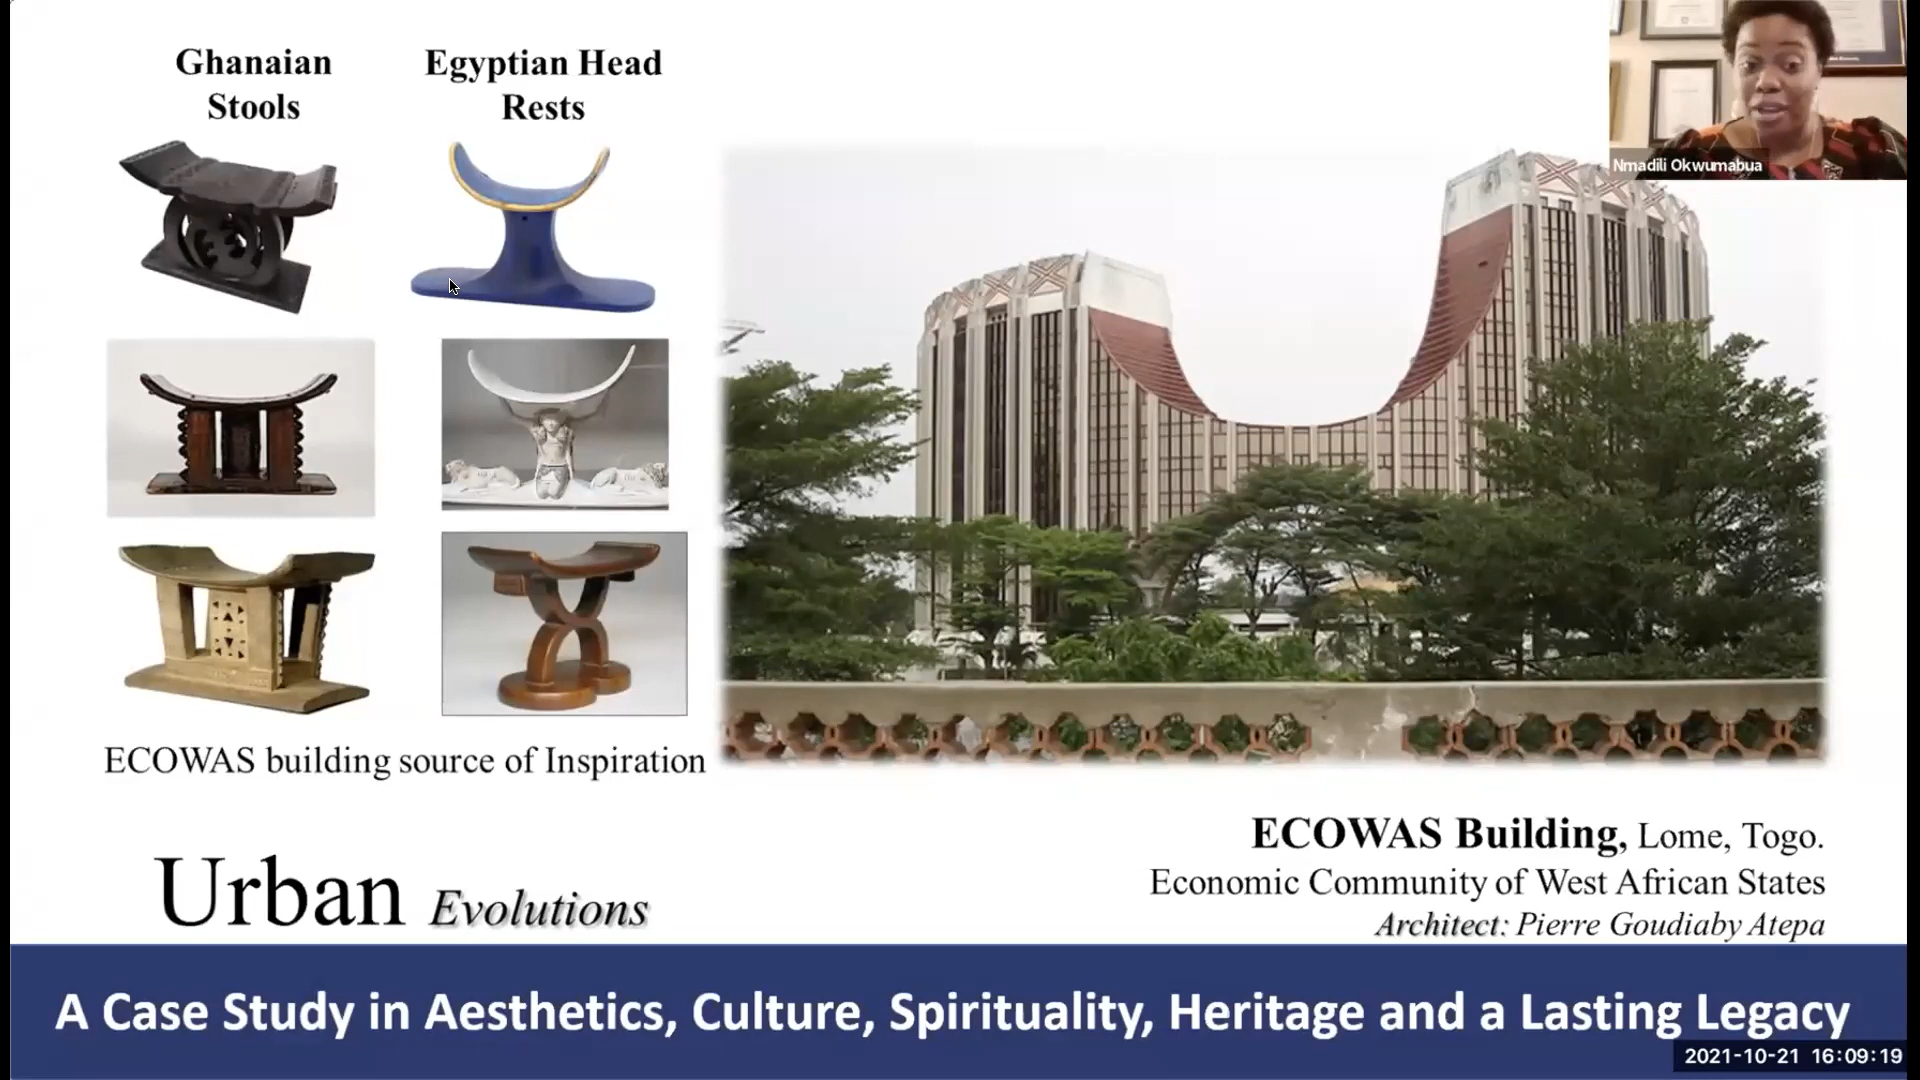 Ghanaian
Stools
Egyptian Head
Rests
Nmadili Okwumabua
ECOWAS building source of Inspiration
ECOWAS Building, Lome, Togo.
Economic Community of West African States
Architect: Pierre Goudiaby Atepa
Urban Evolutions
A Case Study in Aesthetics, Culture, Spirituality, Heritage and a Lasting Legacy
2021-10-21 16:09:19